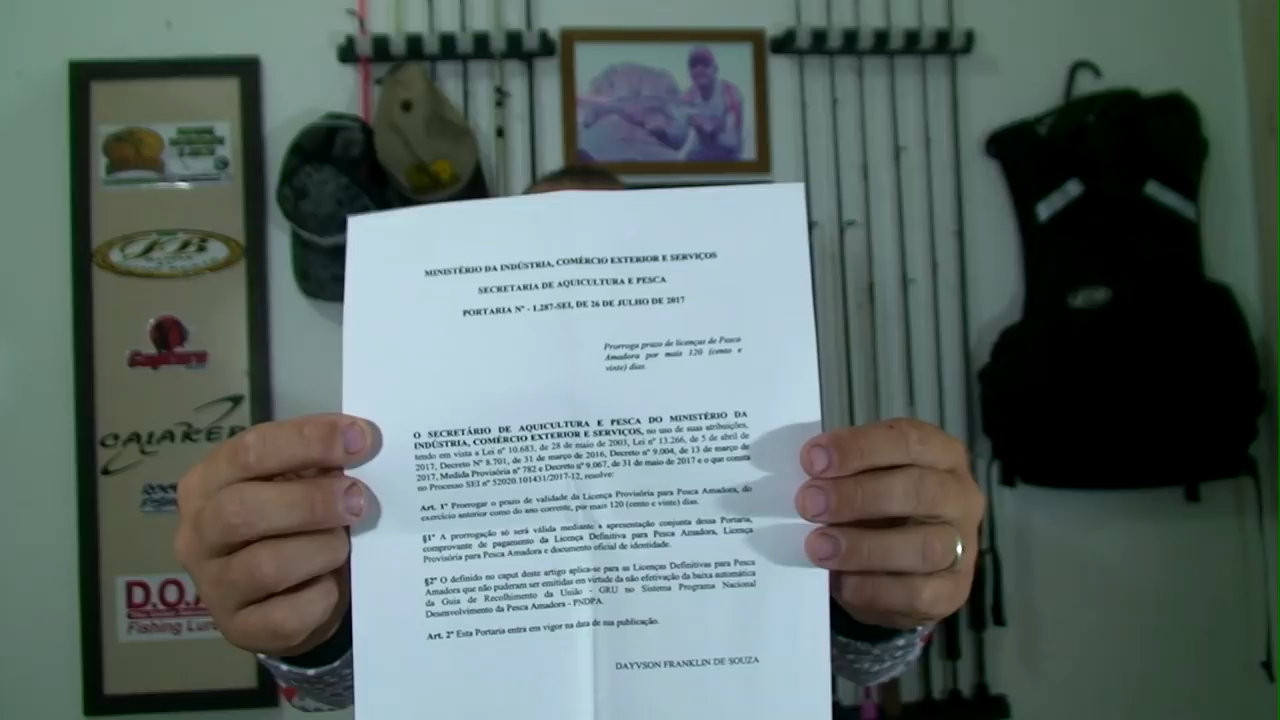 MINISTÉRIO DA INDÚSTRIA, COMÉRCIO EXTERIOR E SERVIÇOS
SECRETARIA DE AQUICULTURA E PESCA
PORTARIA Nº - 1.287-SEI, DE 26 DE JULHO DE 2017
Prorroga prazo de licenças de Pesca
Amadora por mais 120 (cento e
vinte) dias.
O SECRETÁRIO DE AQUICULTURA E PESCA DO MINISTÉRIO DA
INDÚSTRIA, COMÉRCIO EXTERIOR E SERVIÇOS, no uso de suas atribuições,
tendo em vista a Lei nº 10.683, de 28 de maio de 2003, Lei nº 13.266, de 5 de abril
de 2017, Decreto Nº 8.701, de 31 de março de 2016, Decreto nº 9.004, de 13 de março de
2017, Medida Provisória nº 782 e Decreto nº 9.067, de 31 de maio de 2017 e o que consta
no Processo SEI nº 52020.101431/2017-12, resolve:
Art. 1º Prorrogar o prazo de validade da Licença Provisória para Pesca Amadora, do
exercício anterior como do ano corrente, por mais 120 (cento e vinte) dias.
§1º A prorrogação só será válida mediante a apresentação conjunta dessa Portaria,
comprovante de pagamento da Licença Definitiva para Pesca Amadora, Licença
Provisória para Pesca Amadora e documento oficial de identidade.
§2º O definido no caput deste artigo aplica-se para as Licenças Definitivas para Pesca
Amadora que não puderam ser emitidas em virtude da não efetivação da baixa automática
da Guia de Recolhimento da União - GRU no Sistema Programa Nacional
Desenvolvimento da Pesca Amadora - PNDPA.
Art. 2º Esta Portaria entra em vigor na data de sua publicação.
DAYVSON FRANKLIN DE SOUZA
CAIAKER
D.O.
Fishing Lur